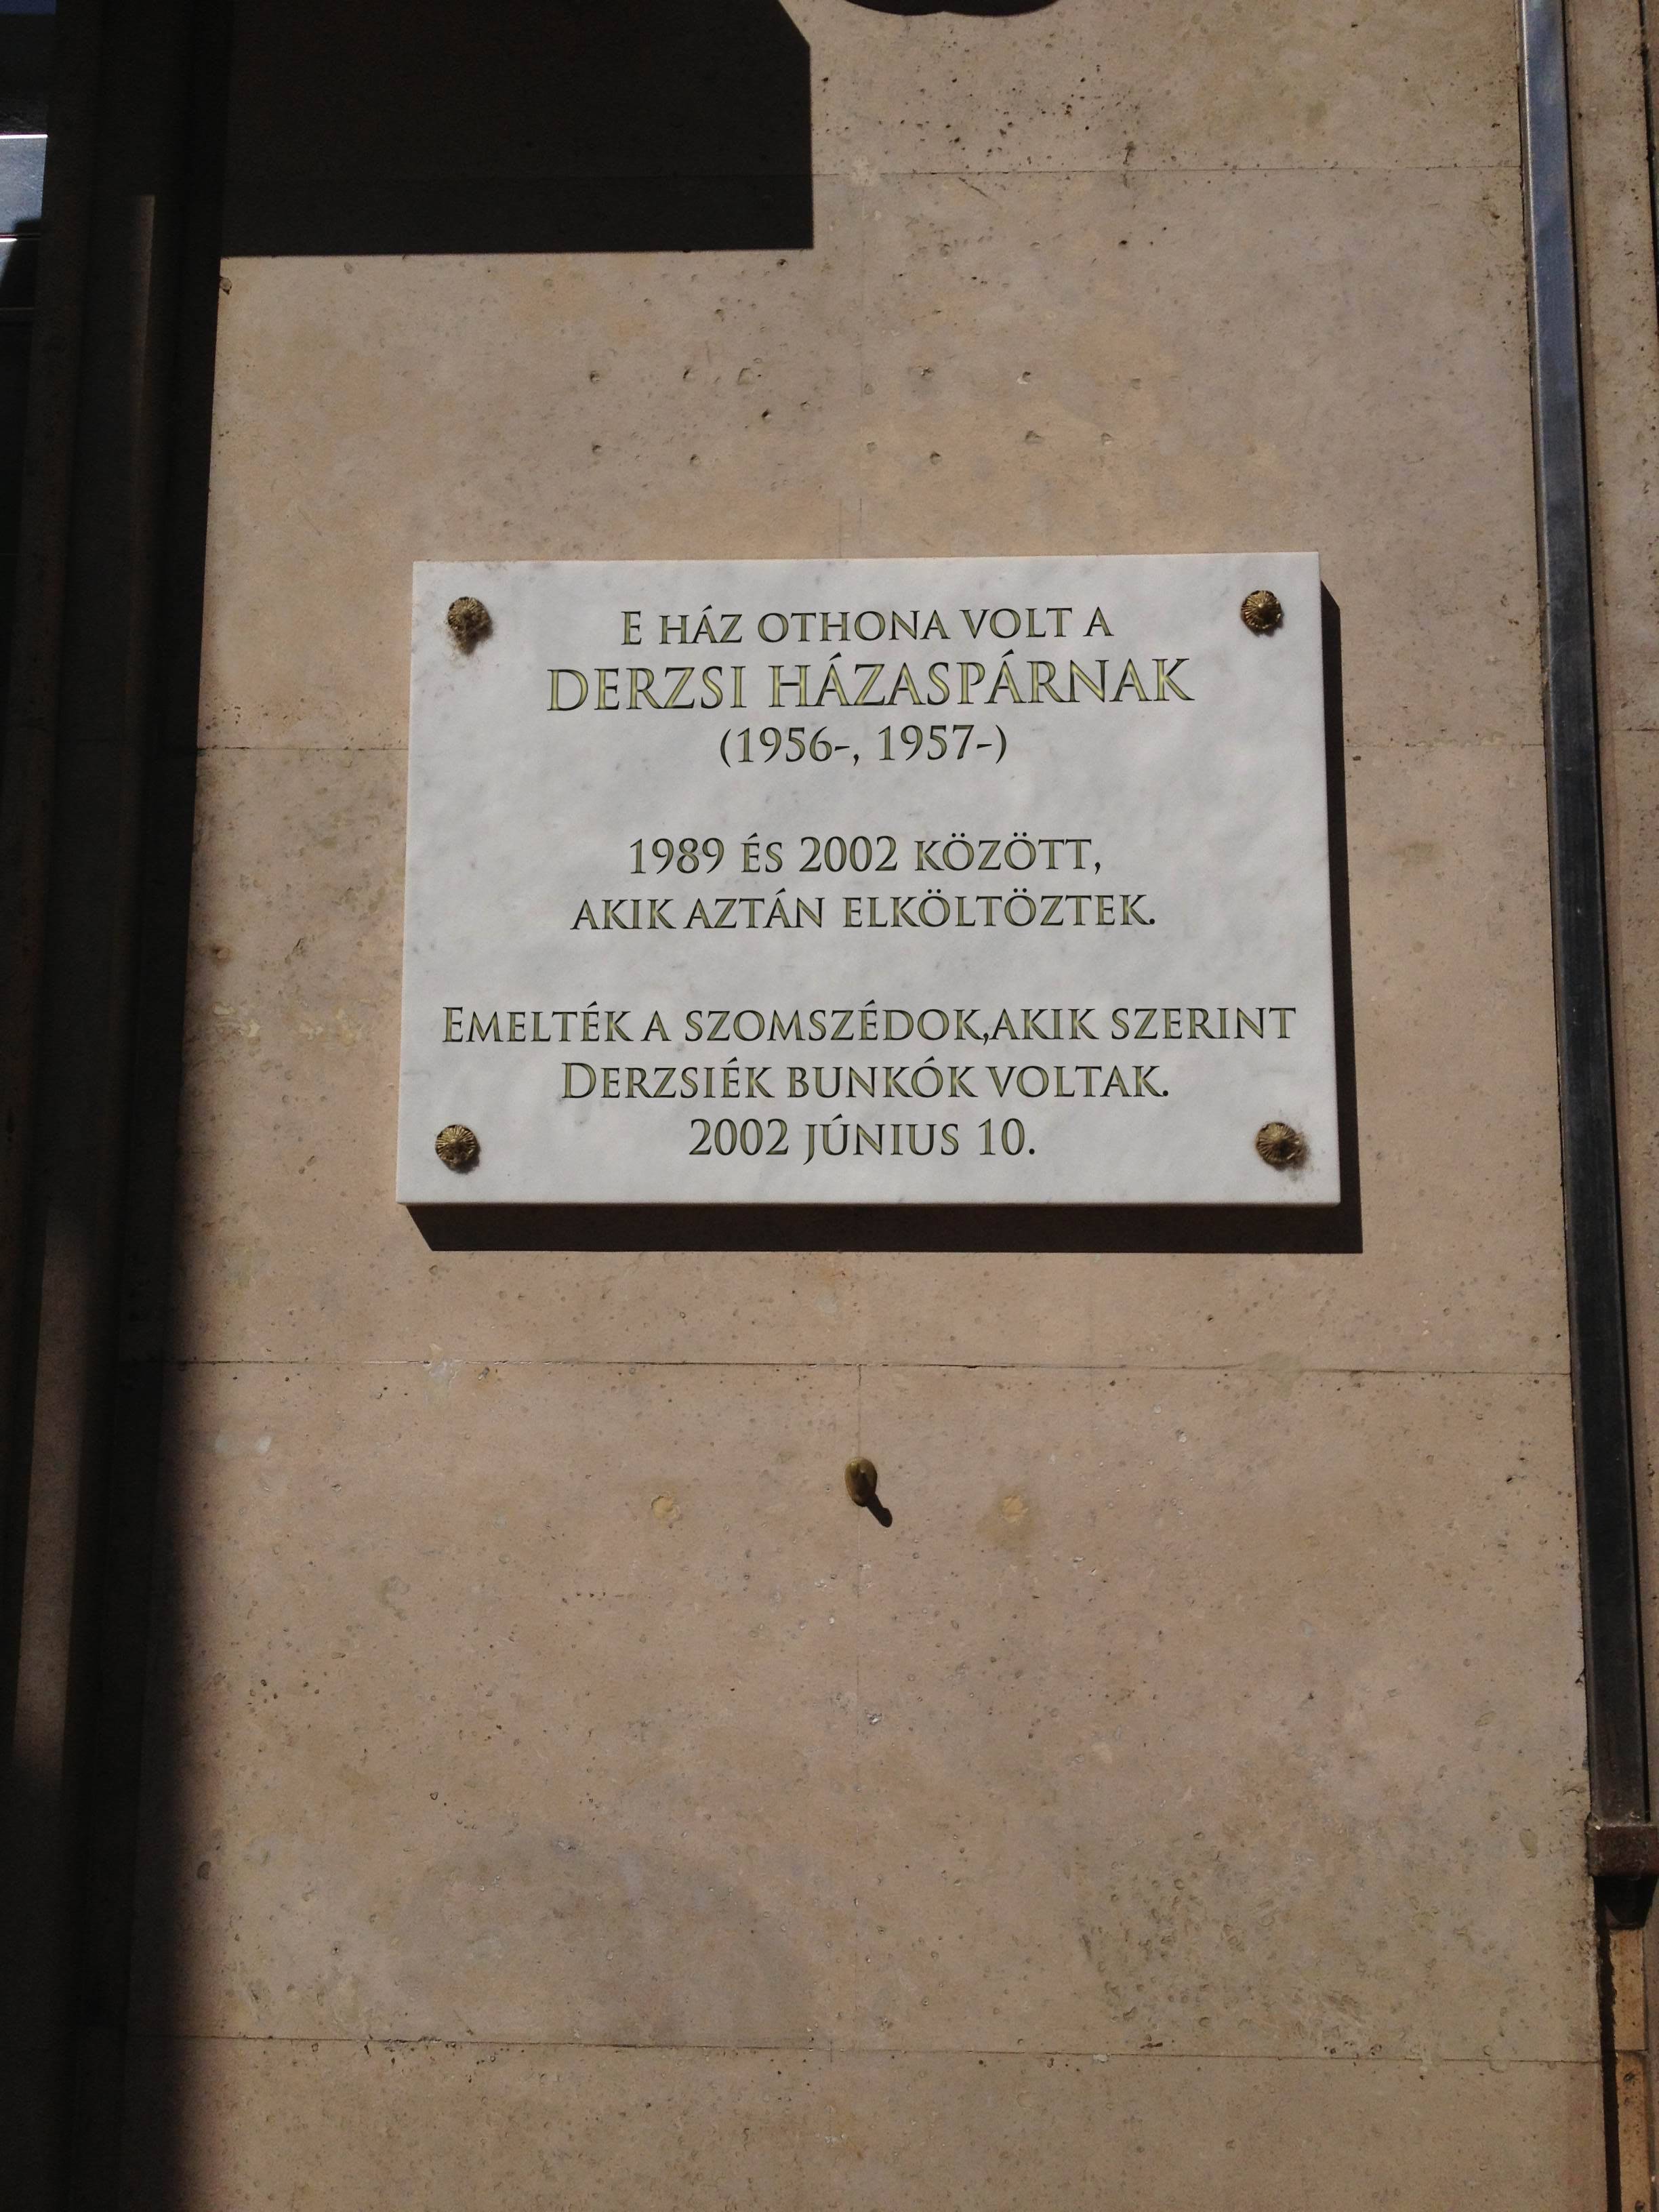 E HÁZ OTHONA VOLT A
DERZSI HÁZASPÁRNAK
(1956-, 1957-)
1989 ÉS 2002 KÖZÖTT,
AKIK AZTÁN ELKÖLTÖZTEK.
EMELTÉK A SZOMSZÉDOK,AKIK SZERINT
DERZSIÉK BUNKÓK VOLTAK.
2002 JÚNIUS 10.